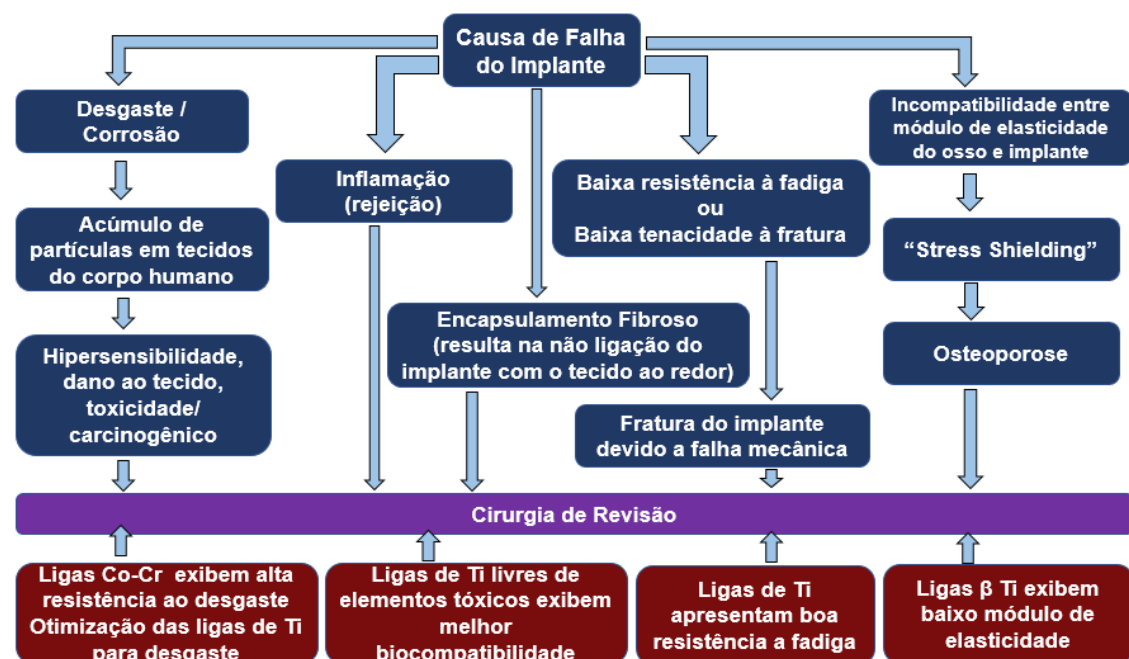 Causa de Falha
do Implante
Desgaste /
Corrosão
Acúmulo de
partículas em tecidos
do corpo humano
Hipersensibilidade,
dano ao tecido,
toxicidade/
carcinogênico
Inflamação
(rejeição)
Encapsulamento Fibroso
(resulta na não ligação do
implante com o tecido ao redor)
Baixa resistência à fadiga
ou
Baixa tenacidade à fratura
Fratura do implante
devido a falha mecânica
Incompatibilidade entre
módulo de elasticidade
do osso e implante
“Stress Shielding”
Osteoporose
Cirurgia de Revisão
Ligas Co-Cr exibem alta
resistência ao desgaste
Otimização das ligas de Ti
para desgaste
Ligas de Ti livres de
elementos tóxicos exibem
melhor
biocompatibilidade
Ligas de Ti
apresentam boa
resistência a fadiga
Ligas β Ti exibem
baixo módulo de
elasticidade